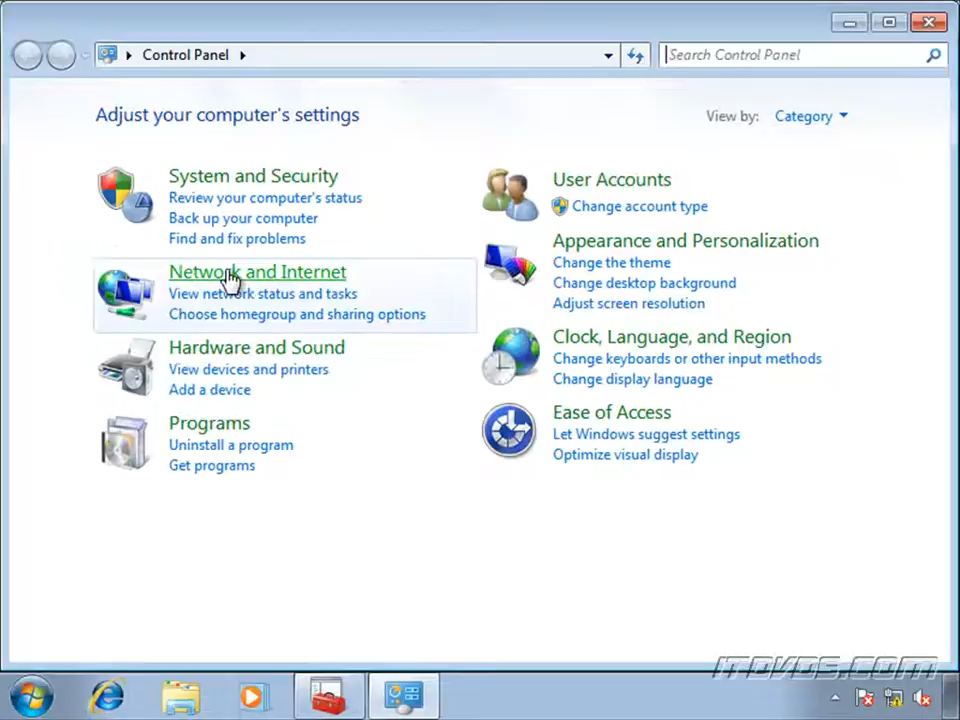 Control Panel
Search Control Panel
Adjust your computer's settings
View by: Category
System and Security
Review your computer's status
Back up your computer
Find and fix problems
Network and Internet
View network status and tasks
Choose homegroup and sharing options
Hardware and Sound
View devices and printers
Add a device
Programs
Uninstall a program
Get programs
User Accounts
Change account type
Appearance and Personalization
Change the theme
Change desktop background
Adjust screen resolution
Clock, Language, and Region
Change keyboards or other input methods
Change display language
Ease of Access
Let Windows suggest settings
Optimize visual display
ITDVDS.COM